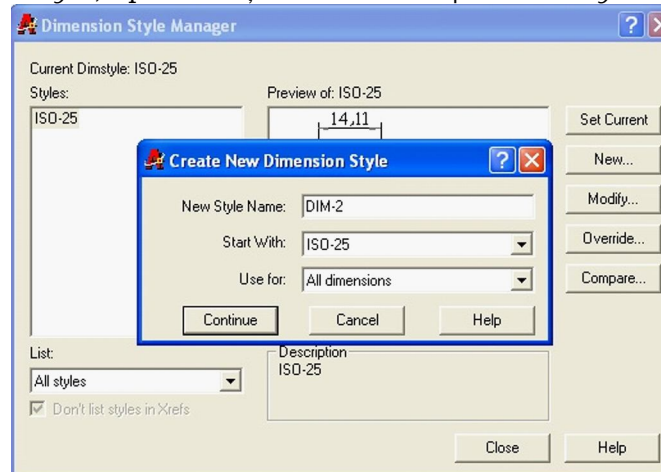 Dimension Style Manager
Current Dimstyle: ISO-25
Styles:
Preview of: ISO-25
ISO-25
14,11
Set Current
New...
Modify...
Override...
Compare...
Create New Dimension Style
New Style Name: DIM-2
Start With: ISO-25
Use for: All dimensions
Continue Cancel Help
List:
All styles
Don't list styles in Xrefs
Description
ISO-25
Close Help